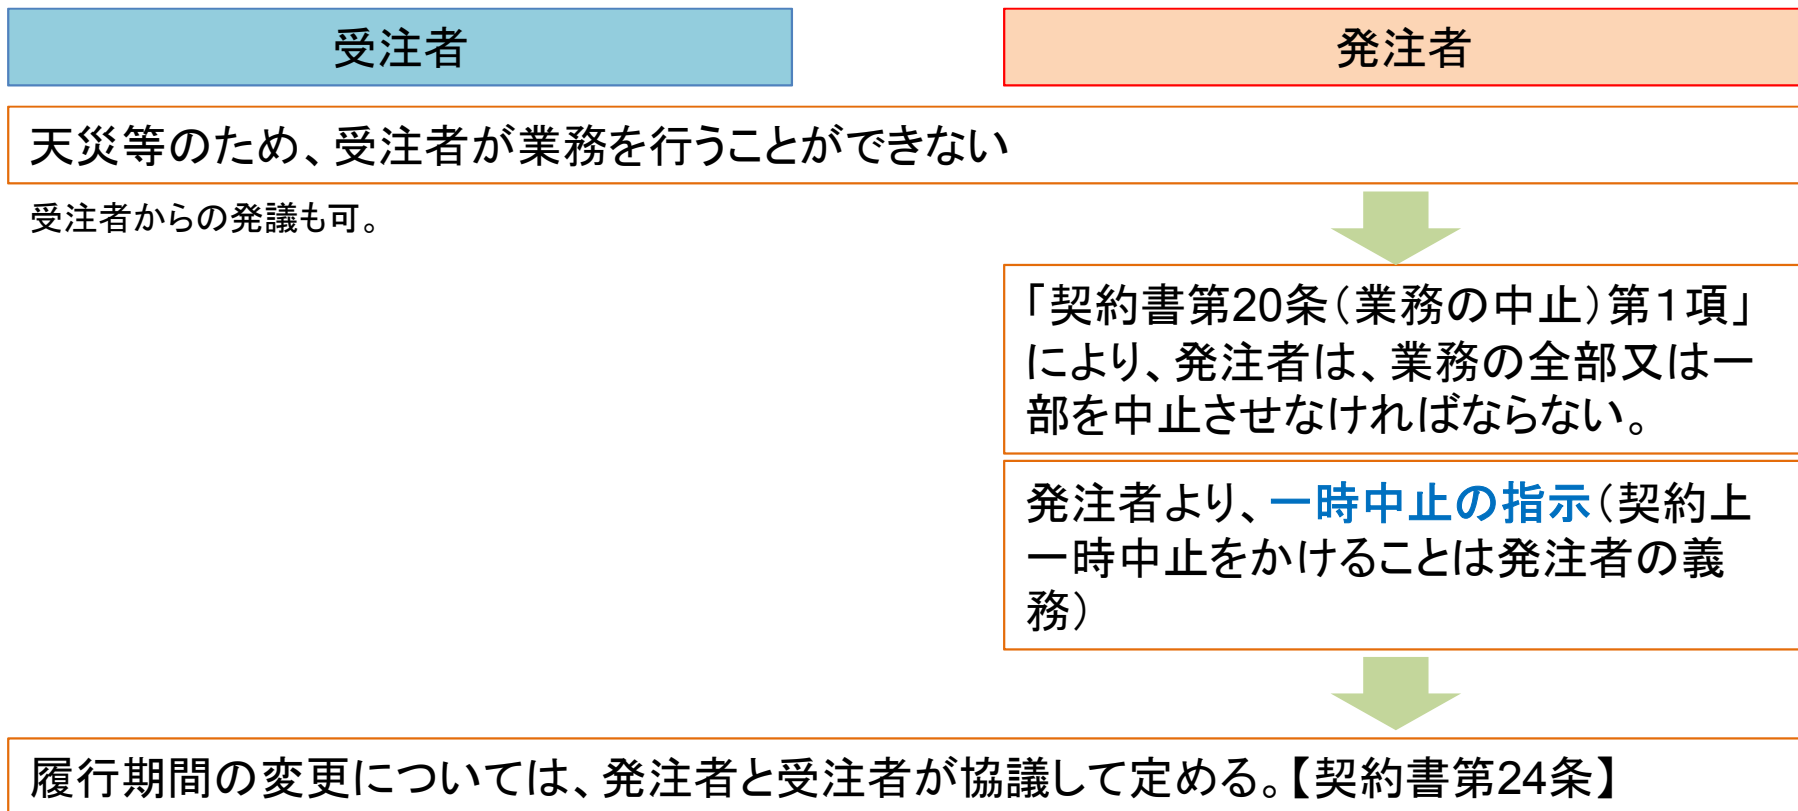 受注者
発注者
天災等のため、受注者が業務を行うことができない
受注者からの発議も可。
「契約書第20条（業務の中止）第１項」
により、発注者は、業務の全部又は一
部を中止させなければならない。
発注者より、一時中止の指示（契約上
一時中止をかけることは発注者の義
務）
履行期間の変更については、発注者と受注者が協議して定める。【契約書第24条】